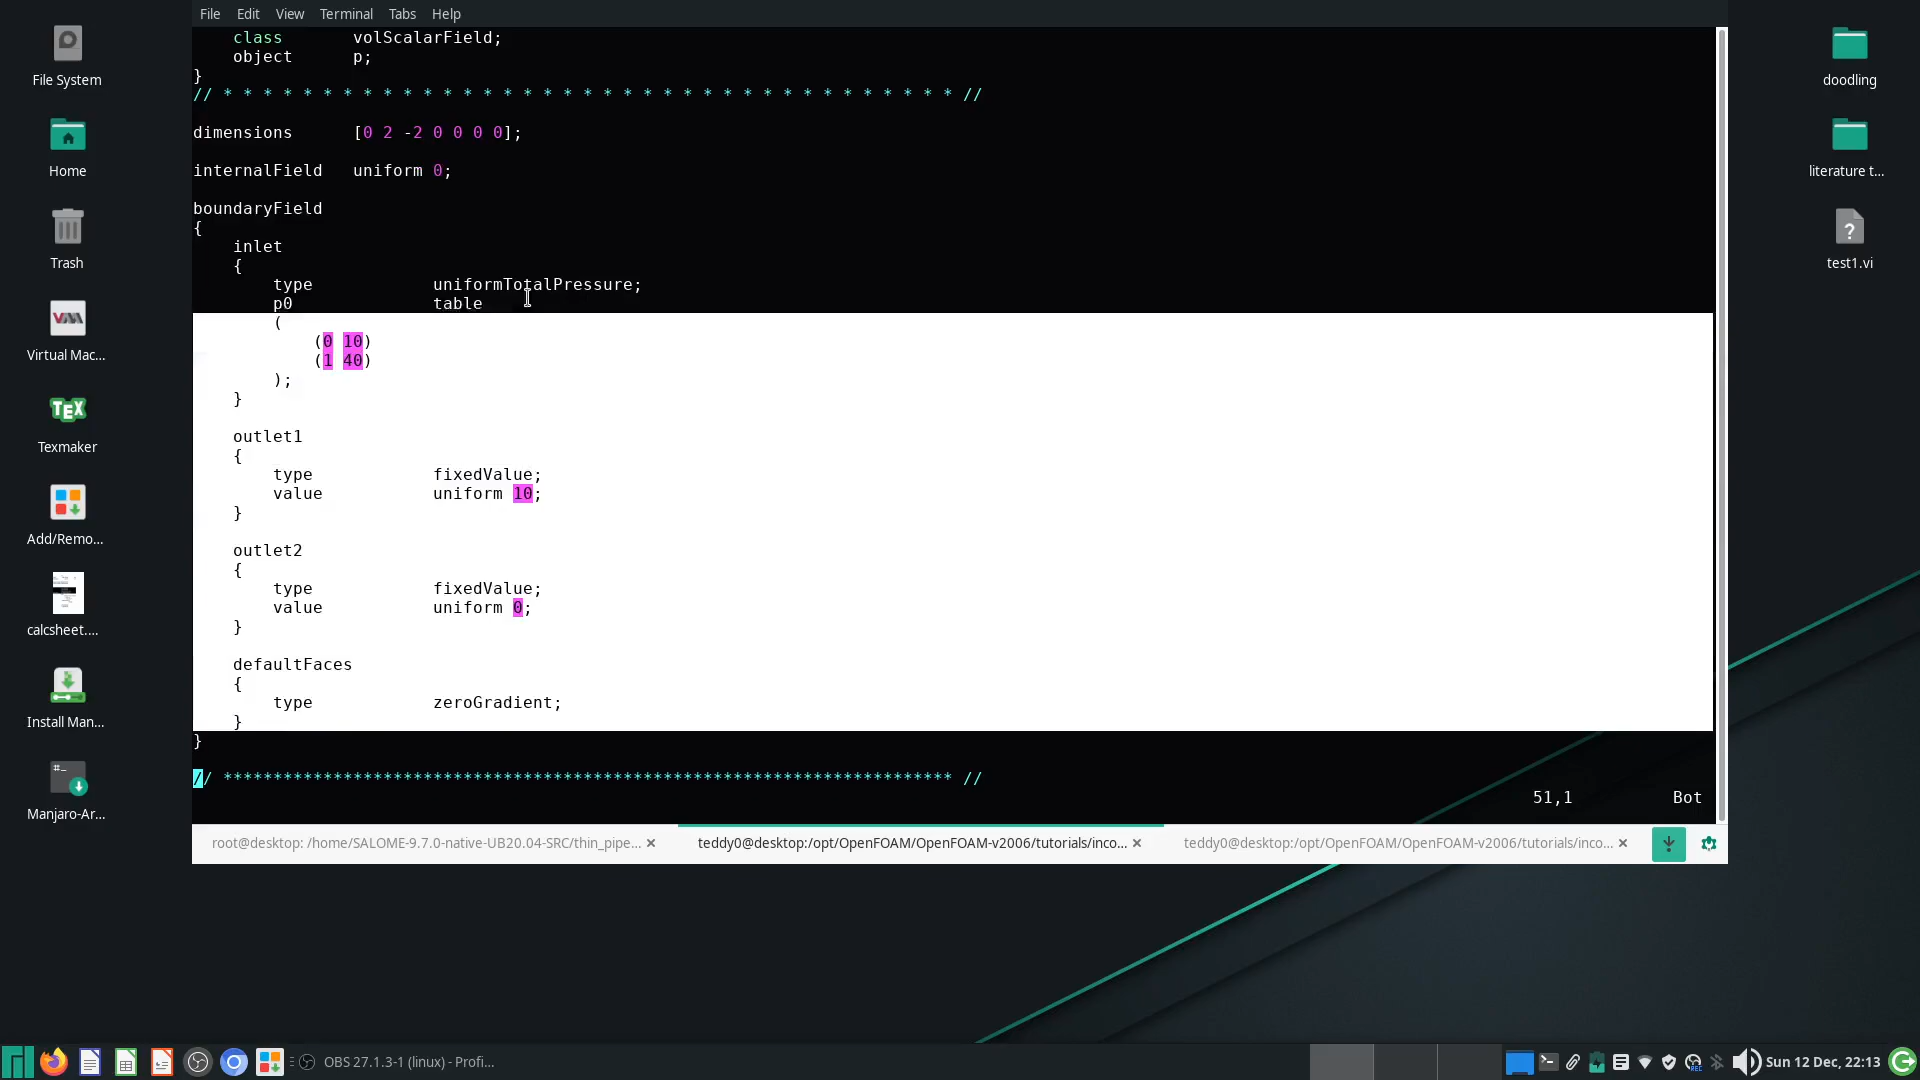 File Edit View Terminal Tabs Help
class volScalarField;
object p;
}
// * * * * * * * * * * * * * * * * * * * * * * * * * * * * * * * * * * * * * //
dimensions [0 2 -2 0 0 0 0];
internalField uniform 0;
boundaryField
{
inlet
{
type uniformTotalPressure;
p0 table
(
(0 10)
(1 40)
);
}
outlet1
{
type fixedValue;
value uniform 10;
}
outlet2
{
type fixedValue;
value uniform 0;
}
defaultFaces
{
type zeroGradient;
}
}
// ************************************************************************* //
51,1 Bot
root@desktop: /home/SALOME-9.7.0-native-UB20.04-SRC/thin_pipe...
teddy0@desktop:/opt/OpenFOAM/OpenFOAM-v2006/tutorials/inco...
teddy0@desktop:/opt/OpenFOAM/OpenFOAM-v2006/tutorials/inco...
File System
Home
Trash
VM
Virtual Mac...
TEX
Texmaker
Add/Remo...
calcsheet....
Install Man...
#-
Manjaro-Ar...
doodling
literature t...
?
test1.vi
OBS 27.1.3-1 (linux) - Profi...
REC
Sun 12 Dec, 22:13